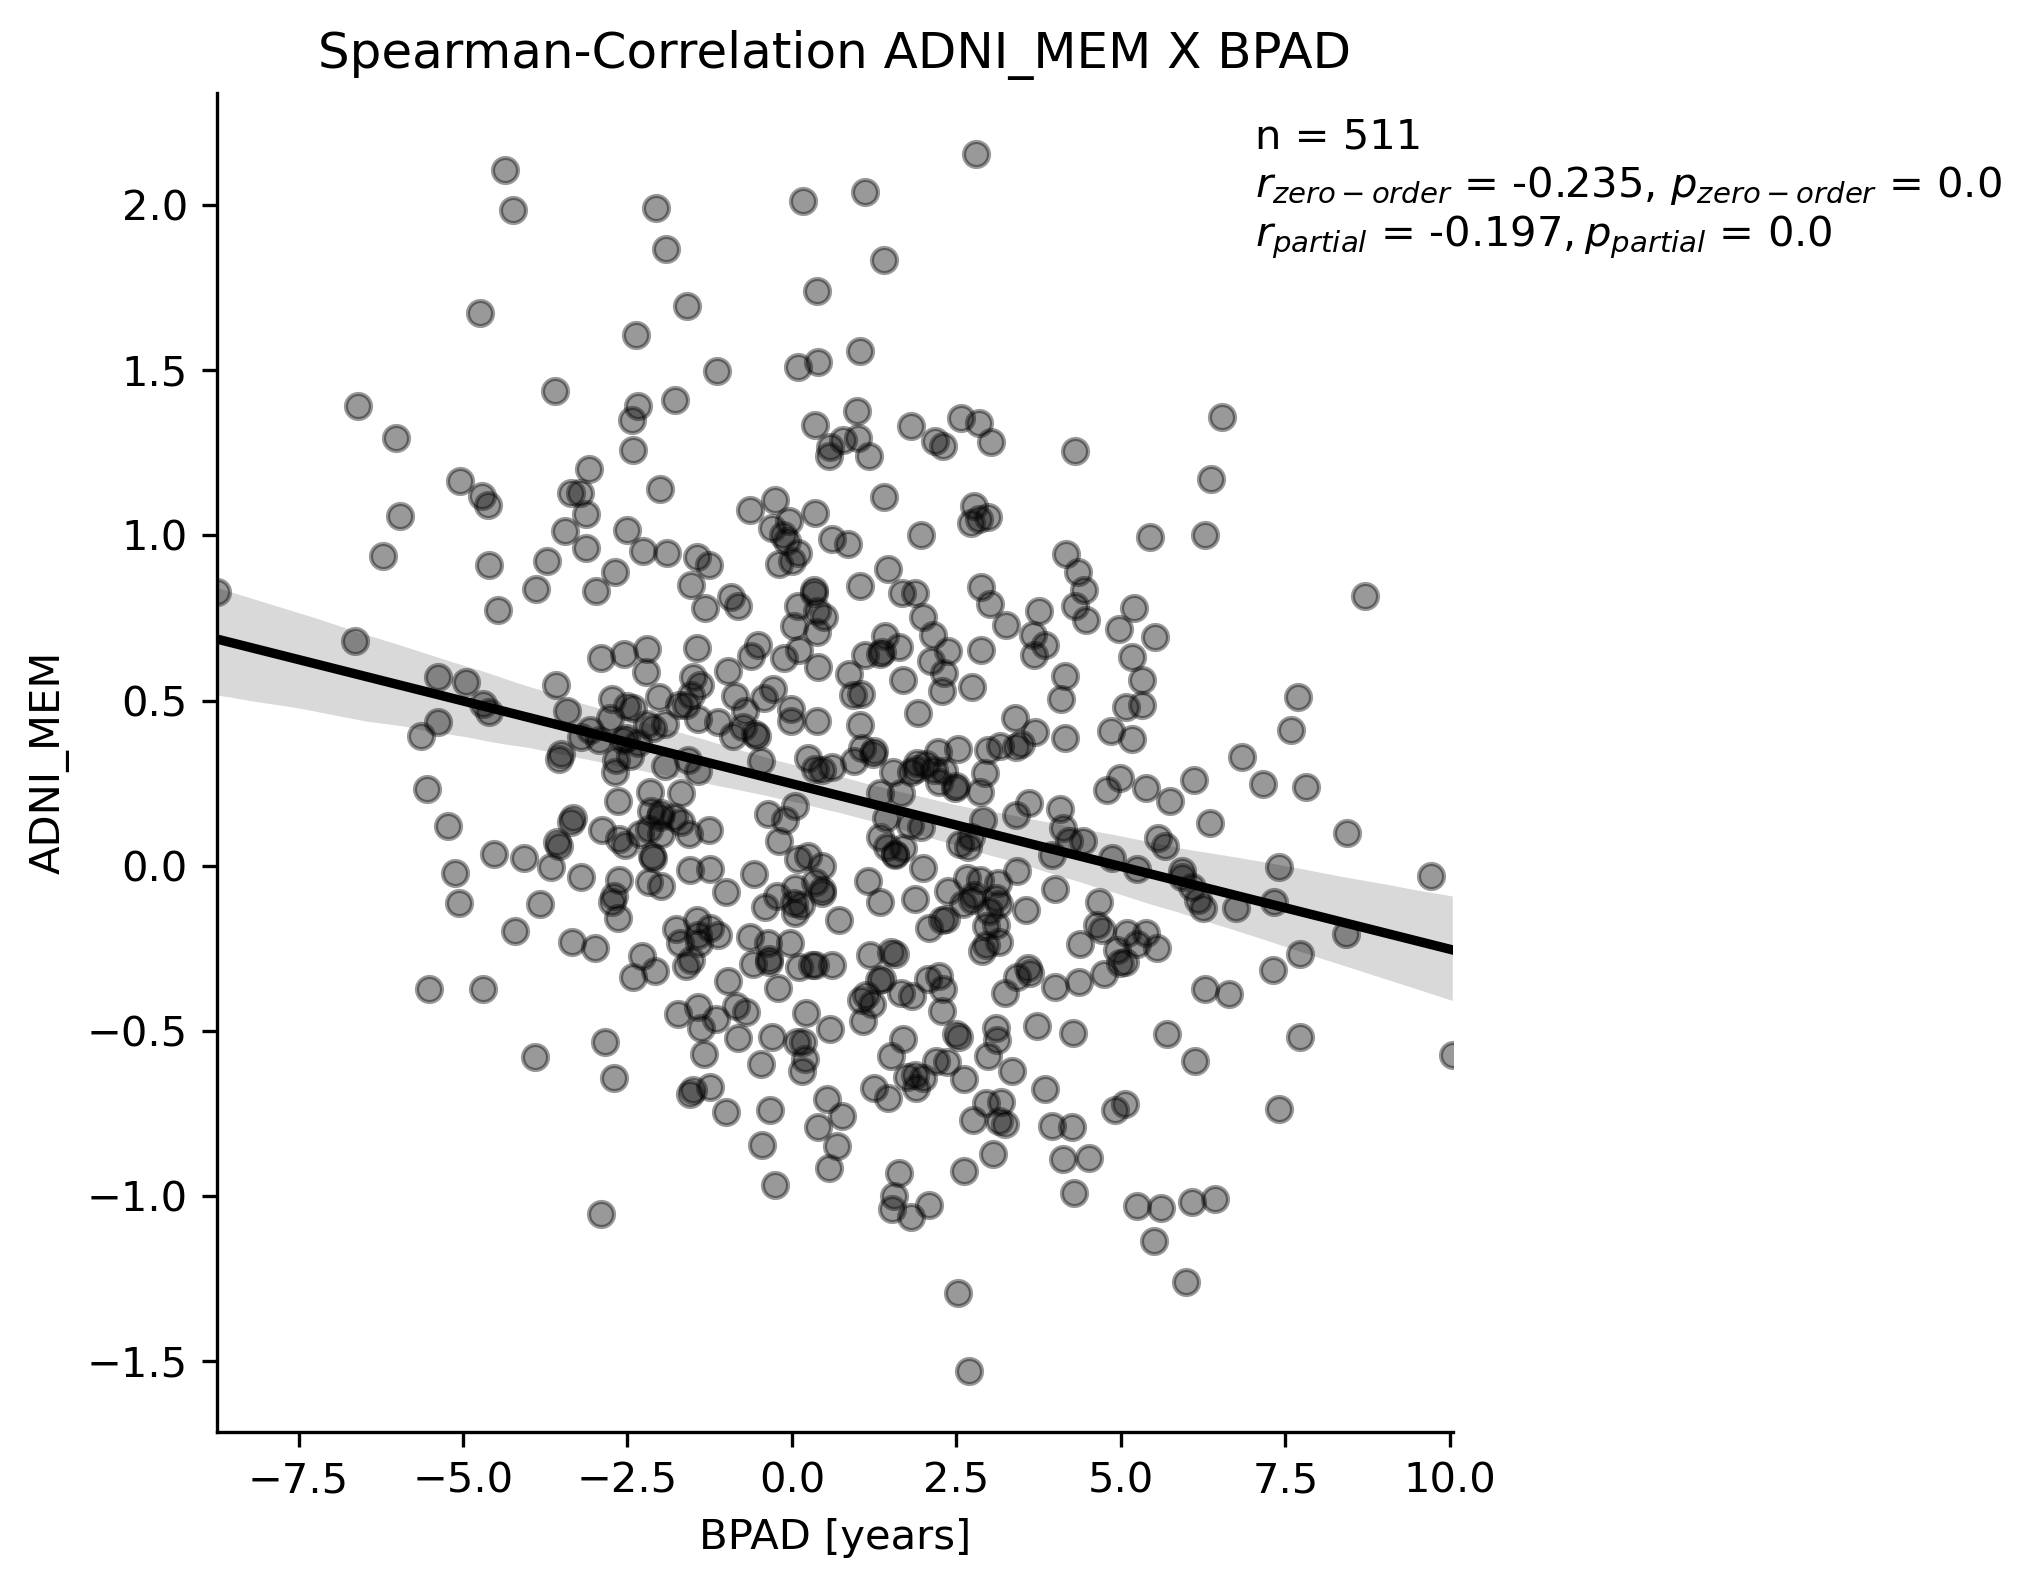 Spearman-Correlation ADNI_MEM X BPAD
n = 511
r_zero−order = -0.235, p_zero−order = 0.0
r_partial = -0.197, p_partial = 0.0
2.0
1.5
1.0
0.5
0.0
−0.5
−1.0
−1.5
ADNI_MEM
−7.5 −5.0 −2.5 0.0 2.5 5.0 7.5 10.0
BPAD [years]